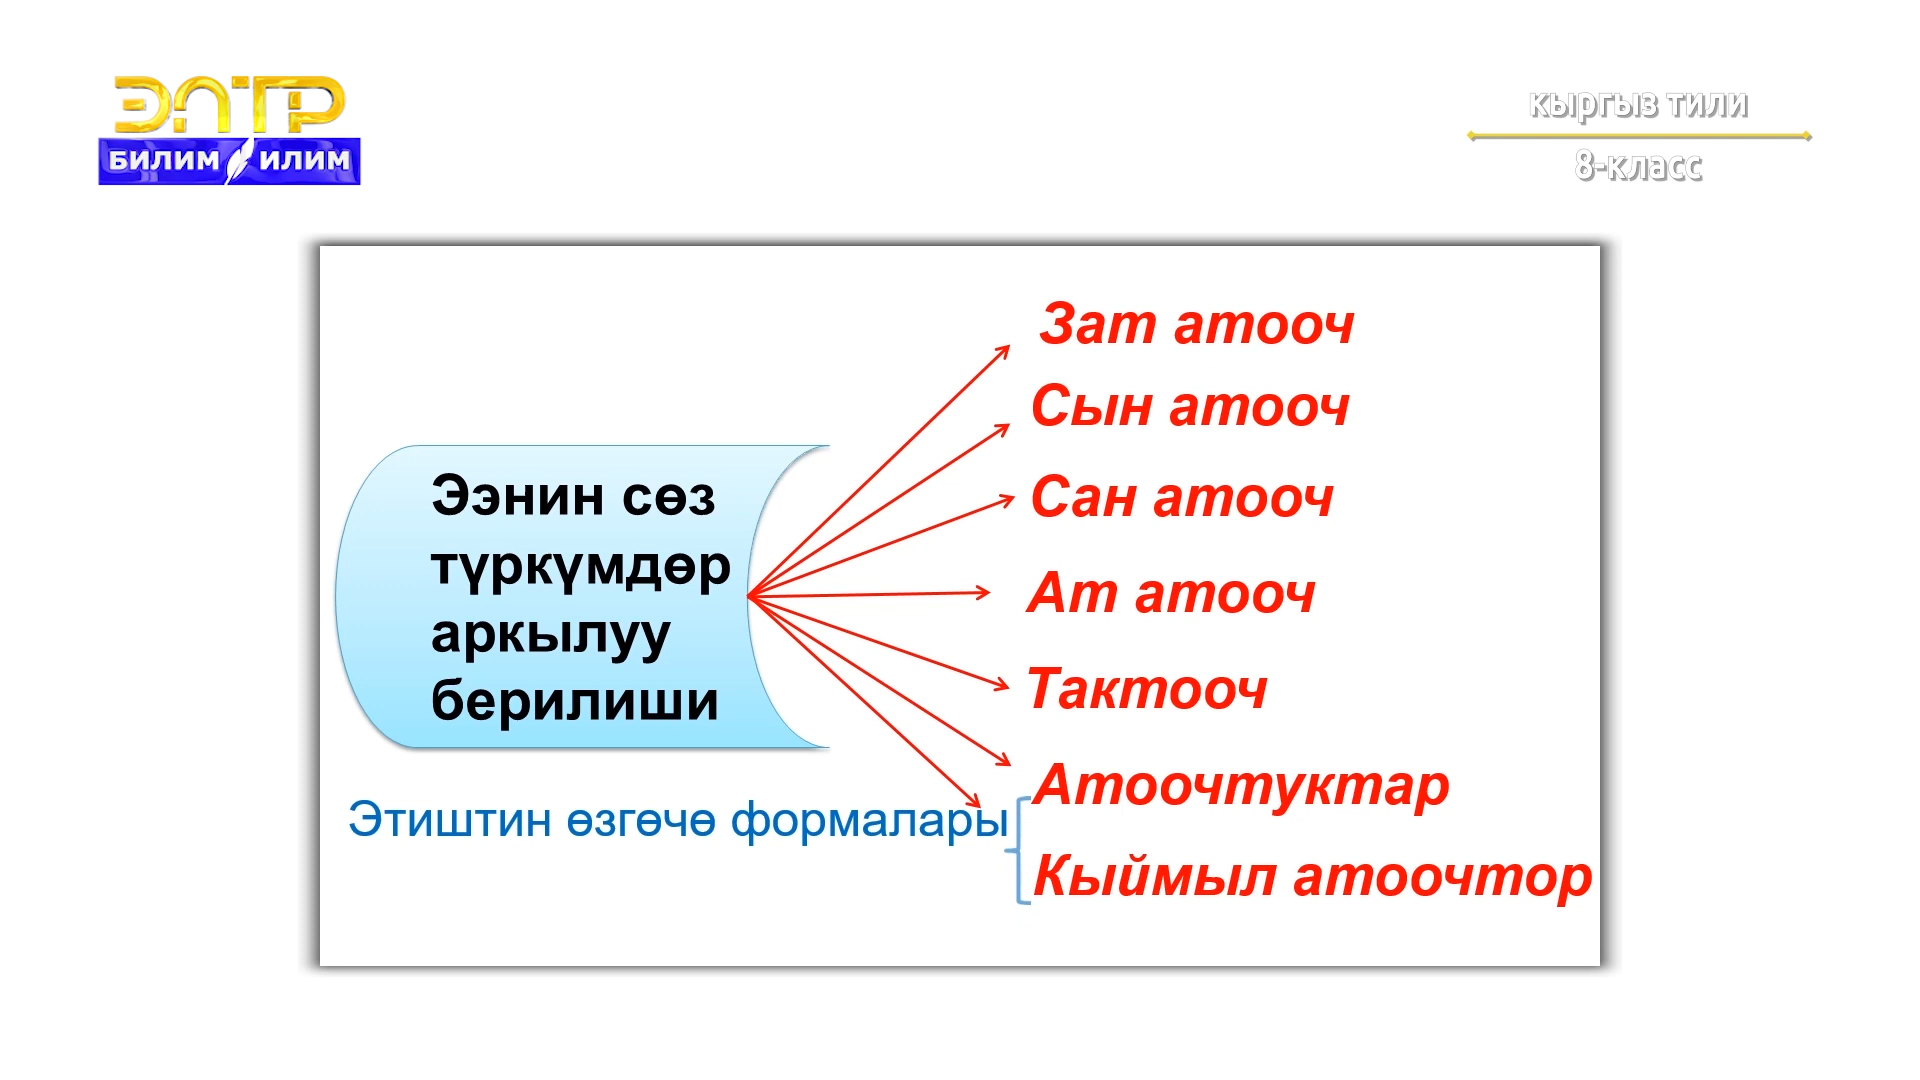 ЭЛТР
БИЛИМ ИЛИМ
кыргыз тили
8-класс
Ээнин сөз
түркүмдөр
аркылуу
берилиши
Зат атооч
Сын атооч
Сан атооч
Ат атооч
Тактооч
Этиштин өзгөчө формалары
Атоочтуктар
Кыймыл атоочтор